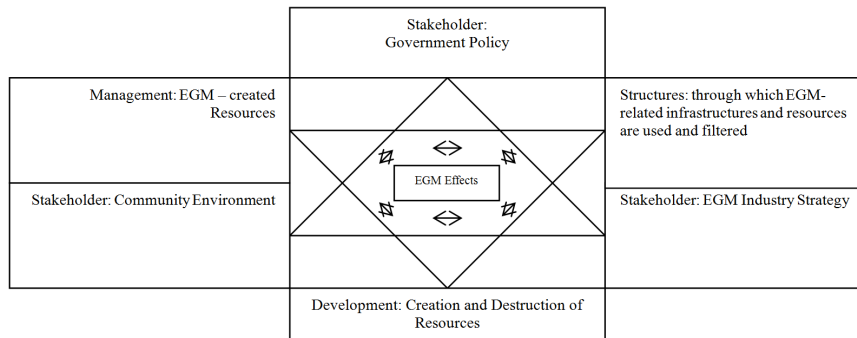 Stakeholder:
Government Policy
Management: EGM – created
Resources
Structures: through which EGM-
related infrastructures and resources
are used and filtered
EGM Effects
Stakeholder: Community Environment
Stakeholder: EGM Industry Strategy
Development: Creation and Destruction of
Resources